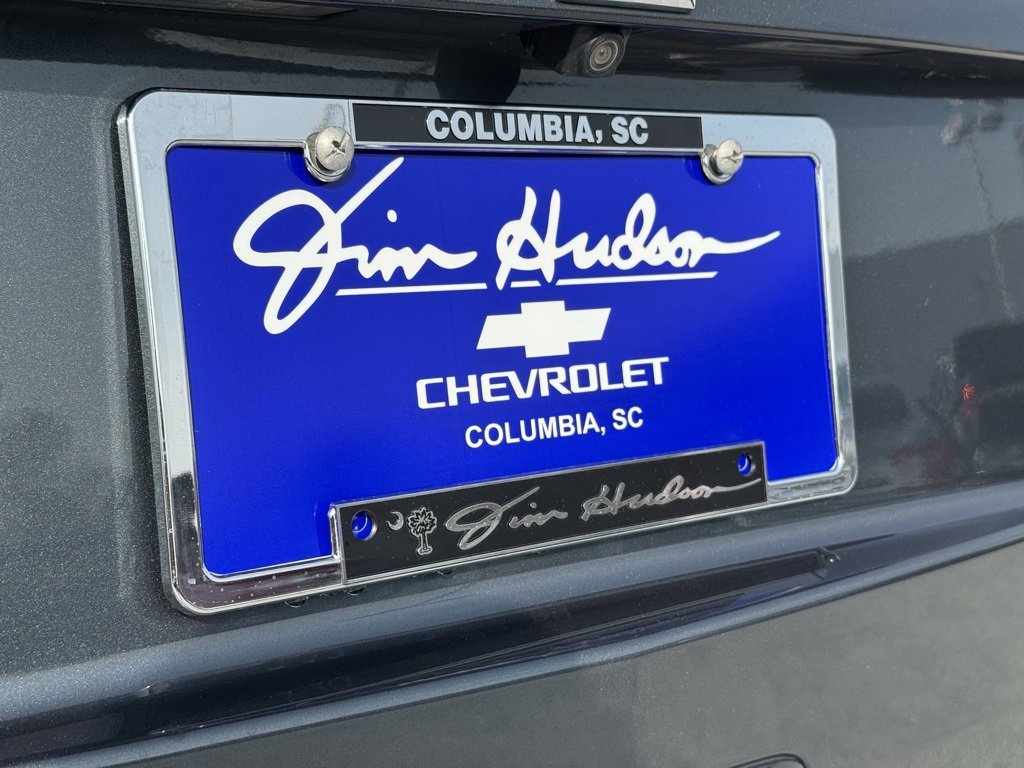 COLUMBIA, SC
Jim Hudson
CHEVROLET
COLUMBIA, SC
Jim Hudson